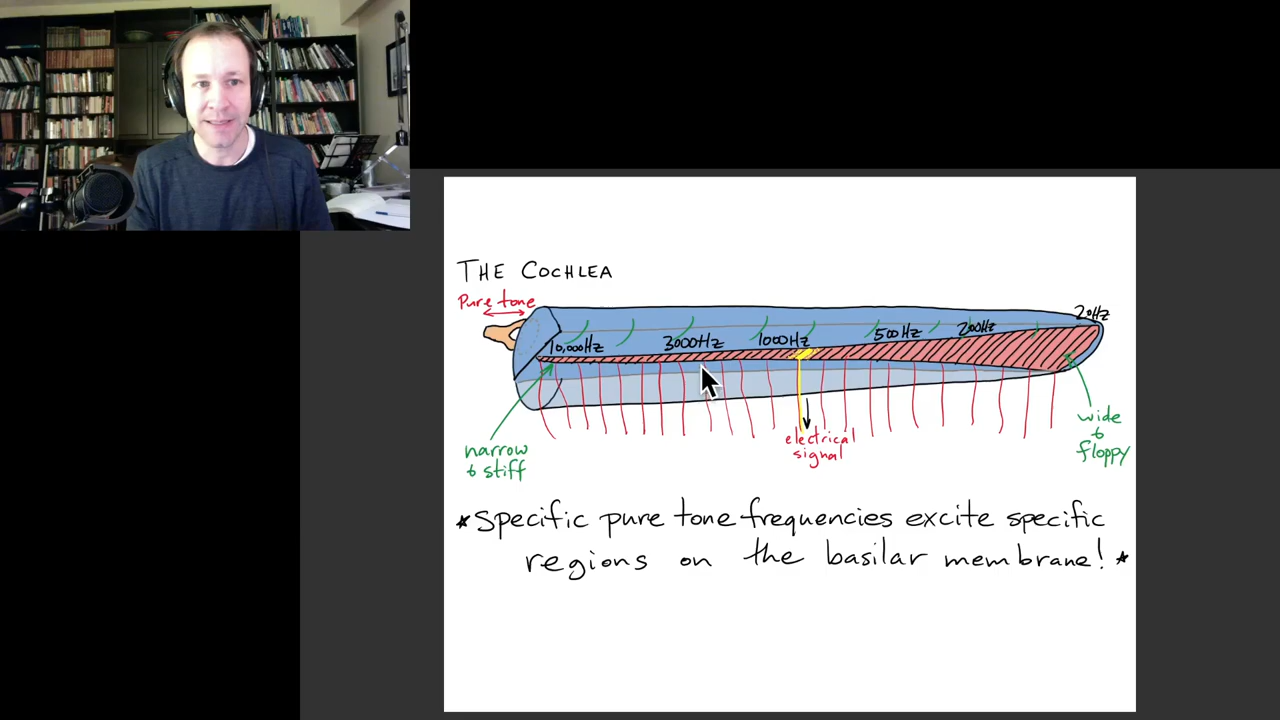 THE COCHLEA
Pure tone
20Hz
10,000Hz 3000Hz 1000Hz 500Hz 200Hz
narrow
& stiff
electrical
signal
wide
&
floppy
*Specific pure tone frequencies excite specific
regions on the basilar membrane!*